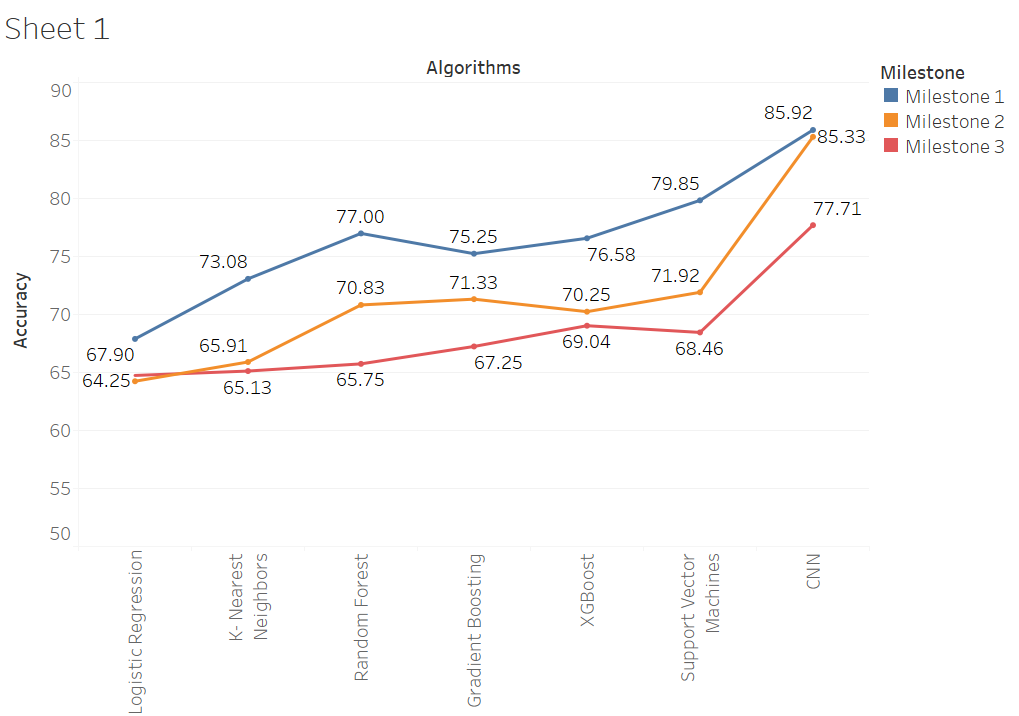 Sheet 1
Algorithms
Milestone
Milestone 1
Milestone 2
Milestone 3
Accuracy
90
85
80
75
70
65
60
55
50
67.90
73.08
77.00
75.25
76.58
79.85
85.92
64.25
65.91
70.83
71.33
70.25
71.92
85.33
65.13
65.75
67.25
69.04
68.46
77.71
Logistic Regression
K- Nearest
Neighbors
Random Forest
Gradient Boosting
XGBoost
Support Vector
Machines
CNN